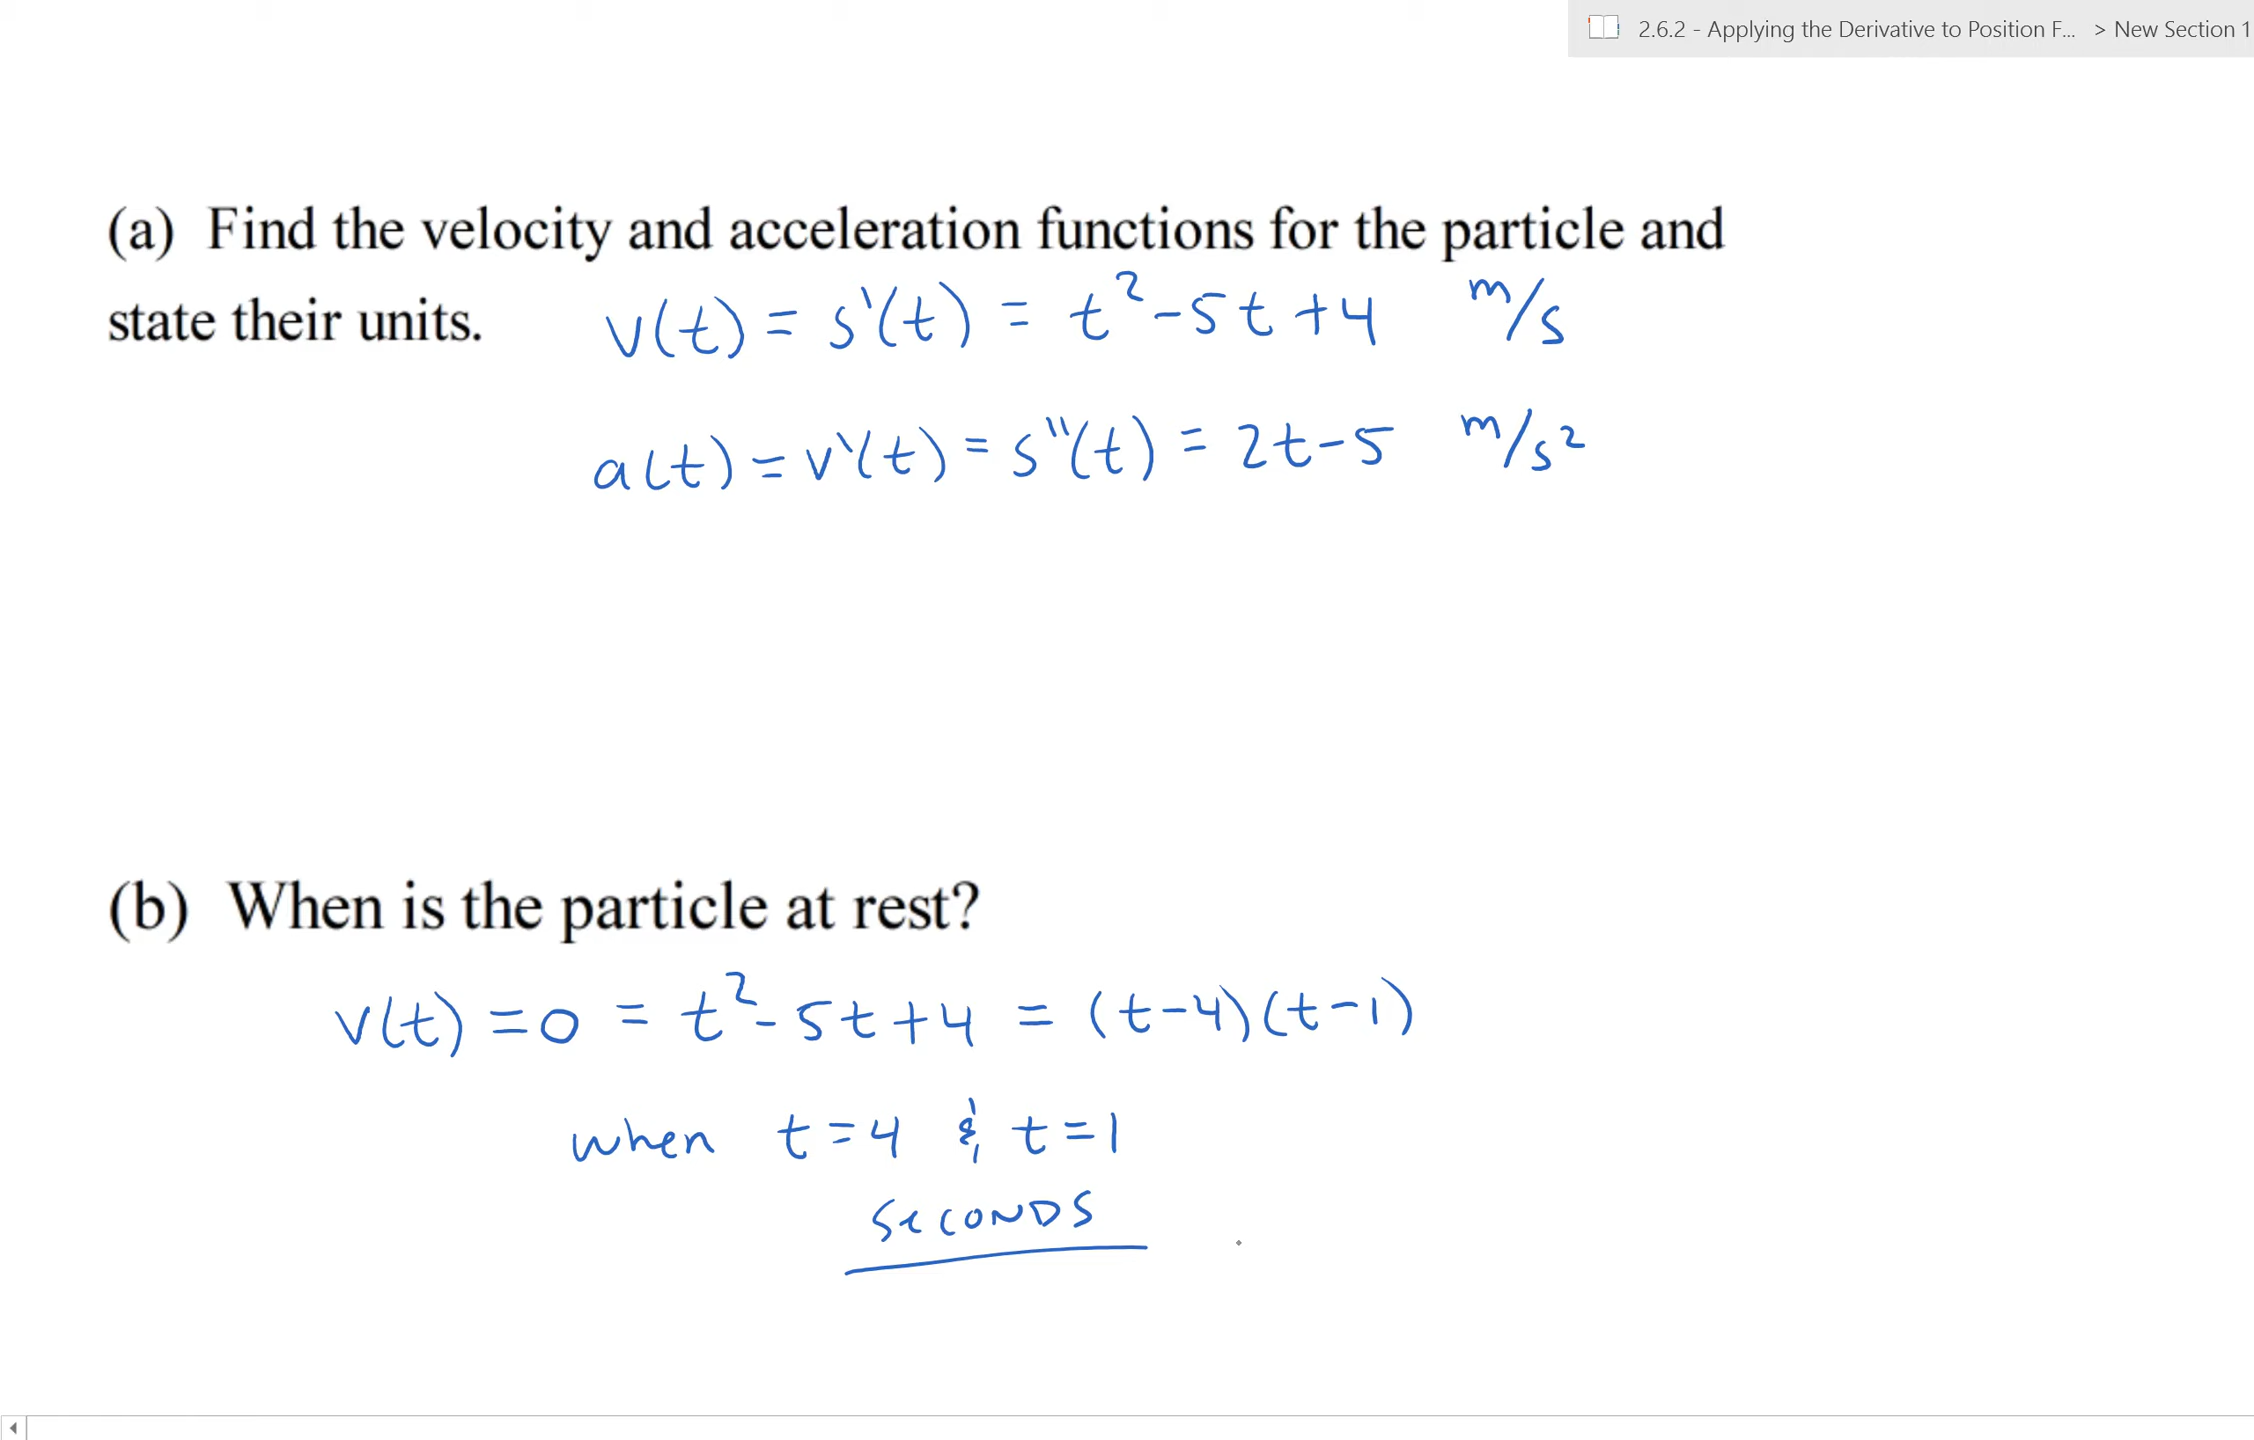 2.6.2 - Applying the Derivative to Position F... > New Section 1
(a) Find the velocity and acceleration functions for the particle and
state their units. v(t) = s'(t) = t²-5t+4 m/s
a(t) = v'(t) = s"(t) = 2t-5 m/s²
(b) When is the particle at rest?
v(t) = 0 = t²-5t+4 = (t-4)(t-1)
when t=4 & t=1
SeCONDS